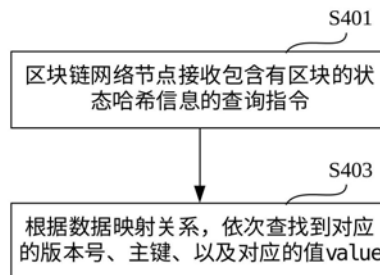 S401
区块链网络节点接收包含有区块的状
态哈希信息的查询指令
S403
根据数据映射关系，依次查找到对应
的版本号、主键、以及对应的值value